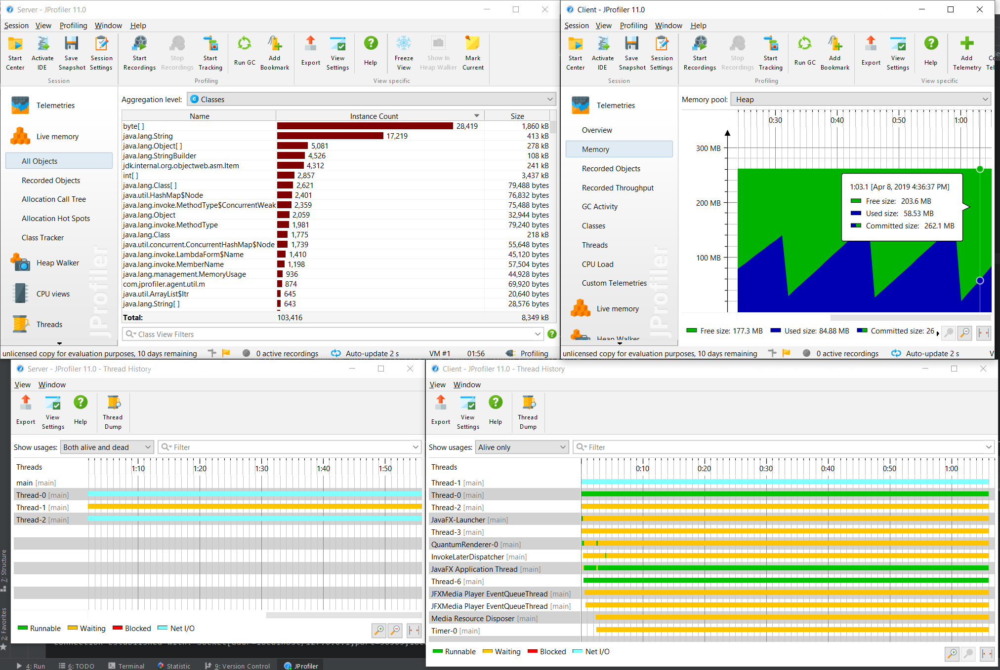 Server - JProfiler 11.0
Session View Profiling Window Help
Start Center
Activate IDE
Save Snapshot
Session Settings
Start Recordings
Stop Recordings
Start Tracking
Run GC
Add Bookmark
Export
View Settings
Help
Freeze View
Show In Heap Walker
Mark Current
Session
Profiling
View specific
Telemetries
Live memory
All Objects
Recorded Objects
Allocation Call Tree
Allocation Hot Spots
Class Tracker
Heap Walker
CPU views
Threads
JProfiler
Aggregation level: Classes
Name Instance Count Size
byte[ ] 28,419 1,860 kB
java.lang.String 17,219 413 kB
java.lang.Object[ ] 5,081 278 kB
java.lang.StringBuilder 4,526 108 kB
jdk.internal.org.objectweb.asm.Item 4,312 241 kB
int[ ] 2,857 3,437 kB
java.lang.Class[ ] 2,621 79,488 bytes
java.util.HashMap$Node 2,401 76,832 bytes
java.lang.invoke.MethodType$ConcurrentWeak 2,359 75,488 bytes
java.lang.Object 2,059 32,944 bytes
java.lang.invoke.MethodType 1,981 79,240 bytes
java.lang.Class 1,775 218 kB
java.util.concurrent.ConcurrentHashMap$Node 1,739 55,648 bytes
java.lang.invoke.LambdaForm$Name 1,410 45,120 bytes
java.lang.invoke.MemberName 1,198 57,504 bytes
java.lang.management.MemoryUsage 936 44,928 bytes
com.jprofiler.agent.util.m 874 69,920 bytes
java.util.ArrayList$Itr 645 20,640 bytes
java.lang.String[ ] 643 28,576 bytes
Total: 103,416 8,349 kB
Class View Filters
unlicensed copy for evaluation purposes, 10 days remaining 0 active recordings Auto-update 2 s VM #1 01:56 Profiling
Client - JProfiler 11.0
Session View Profiling Window Help
Start Center
Activate IDE
Save Snapshot
Session Settings
Start Recordings
Stop Recordings
Start Tracking
Run GC
Add Bookmark
Export
View Settings
Help
Add Telemetry
Session
Profiling
View specific
Telemetries
Overview
Memory
Recorded Objects
Recorded Throughput
GC Activity
Classes
Threads
CPU Load
Custom Telemetries
Live memory
Heap Walker
JProfiler
Memory pool: Heap
0:30 0:40 0:50 1:00
300 MB
200 MB
100 MB
1:03.1 [Apr 8, 2019 4:36:37 PM]
Free size: 203.6 MB
Used size: 58.53 MB
Committed size: 262.1 MB
Free size: 177.3 MB Used size: 84.88 MB Committed size: 26
unlicensed copy for evaluation purposes, 10 days remaining 0 active recordings Auto-update 2 s V
Server - JProfiler 11.0 - Thread History
View Window
Export
View Settings
Help
Thread Dump
Show usages: Both alive and dead Filter
Threads 1:10 1:20 1:30 1:40 1:50
main [main]
Thread-0 [main]
Thread-1 [main]
Thread-2 [main]
Runnable Waiting Blocked Net I/O
Client - JProfiler 11.0 - Thread History
View Window
Export
View Settings
Help
Thread Dump
Show usages: Alive only Filter
Threads 0:10 0:20 0:30 0:40 0:50 1:00
Thread-1 [main]
Thread-0 [main]
Thread-2 [main]
JavaFX-Launcher [main]
Thread-3 [main]
QuantumRenderer-0 [main]
InvokeLaterDispatcher [main]
JavaFX Application Thread [main]
Thread-6 [main]
JFXMedia Player EventQueueThread [main]
JFXMedia Player EventQueueThread [main]
Media Resource Disposer [main]
Timer-0 [main]
Runnable Waiting Blocked Net I/O
7: Structure
2: Favorites
4: Run 6: TODO Terminal Statistic 9: Version Control JProfiler